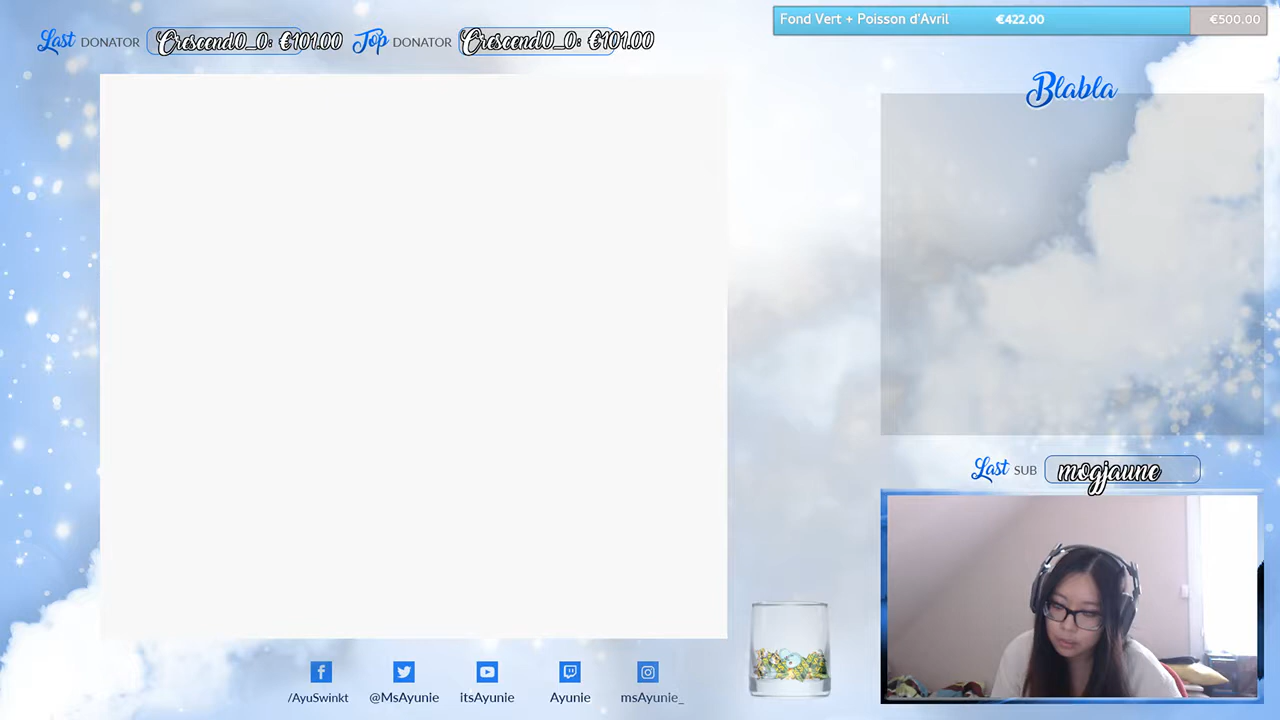 Last DONATOR Crescend0_0: €101.00 Top DONATOR Crescend0_0: €101.00
Fond Vert + Poisson d'Avril €422.00 €500.00
Blabla
Last SUB mogjaune
/AyuSwinkt @MsAyunie itsAyunie Ayunie msAyunie_